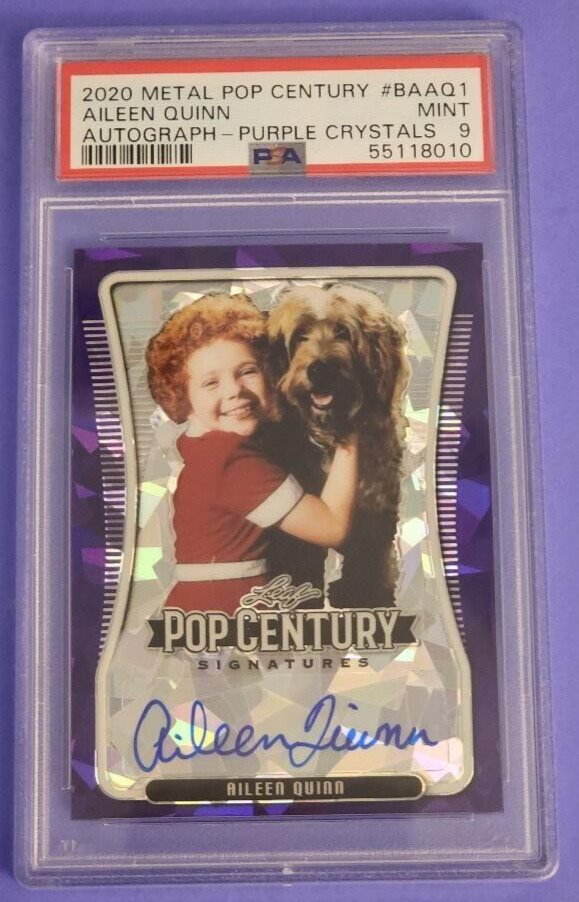 2020 METAL POP CENTURY #BAAQ1
AILEEN QUINN MINT
AUTOGRAPH-PURPLE CRYSTALS 9
PSA 55118010
Leaf
POP CENTURY
SIGNATURES
Aileen Quinn
AILEEN QUINN